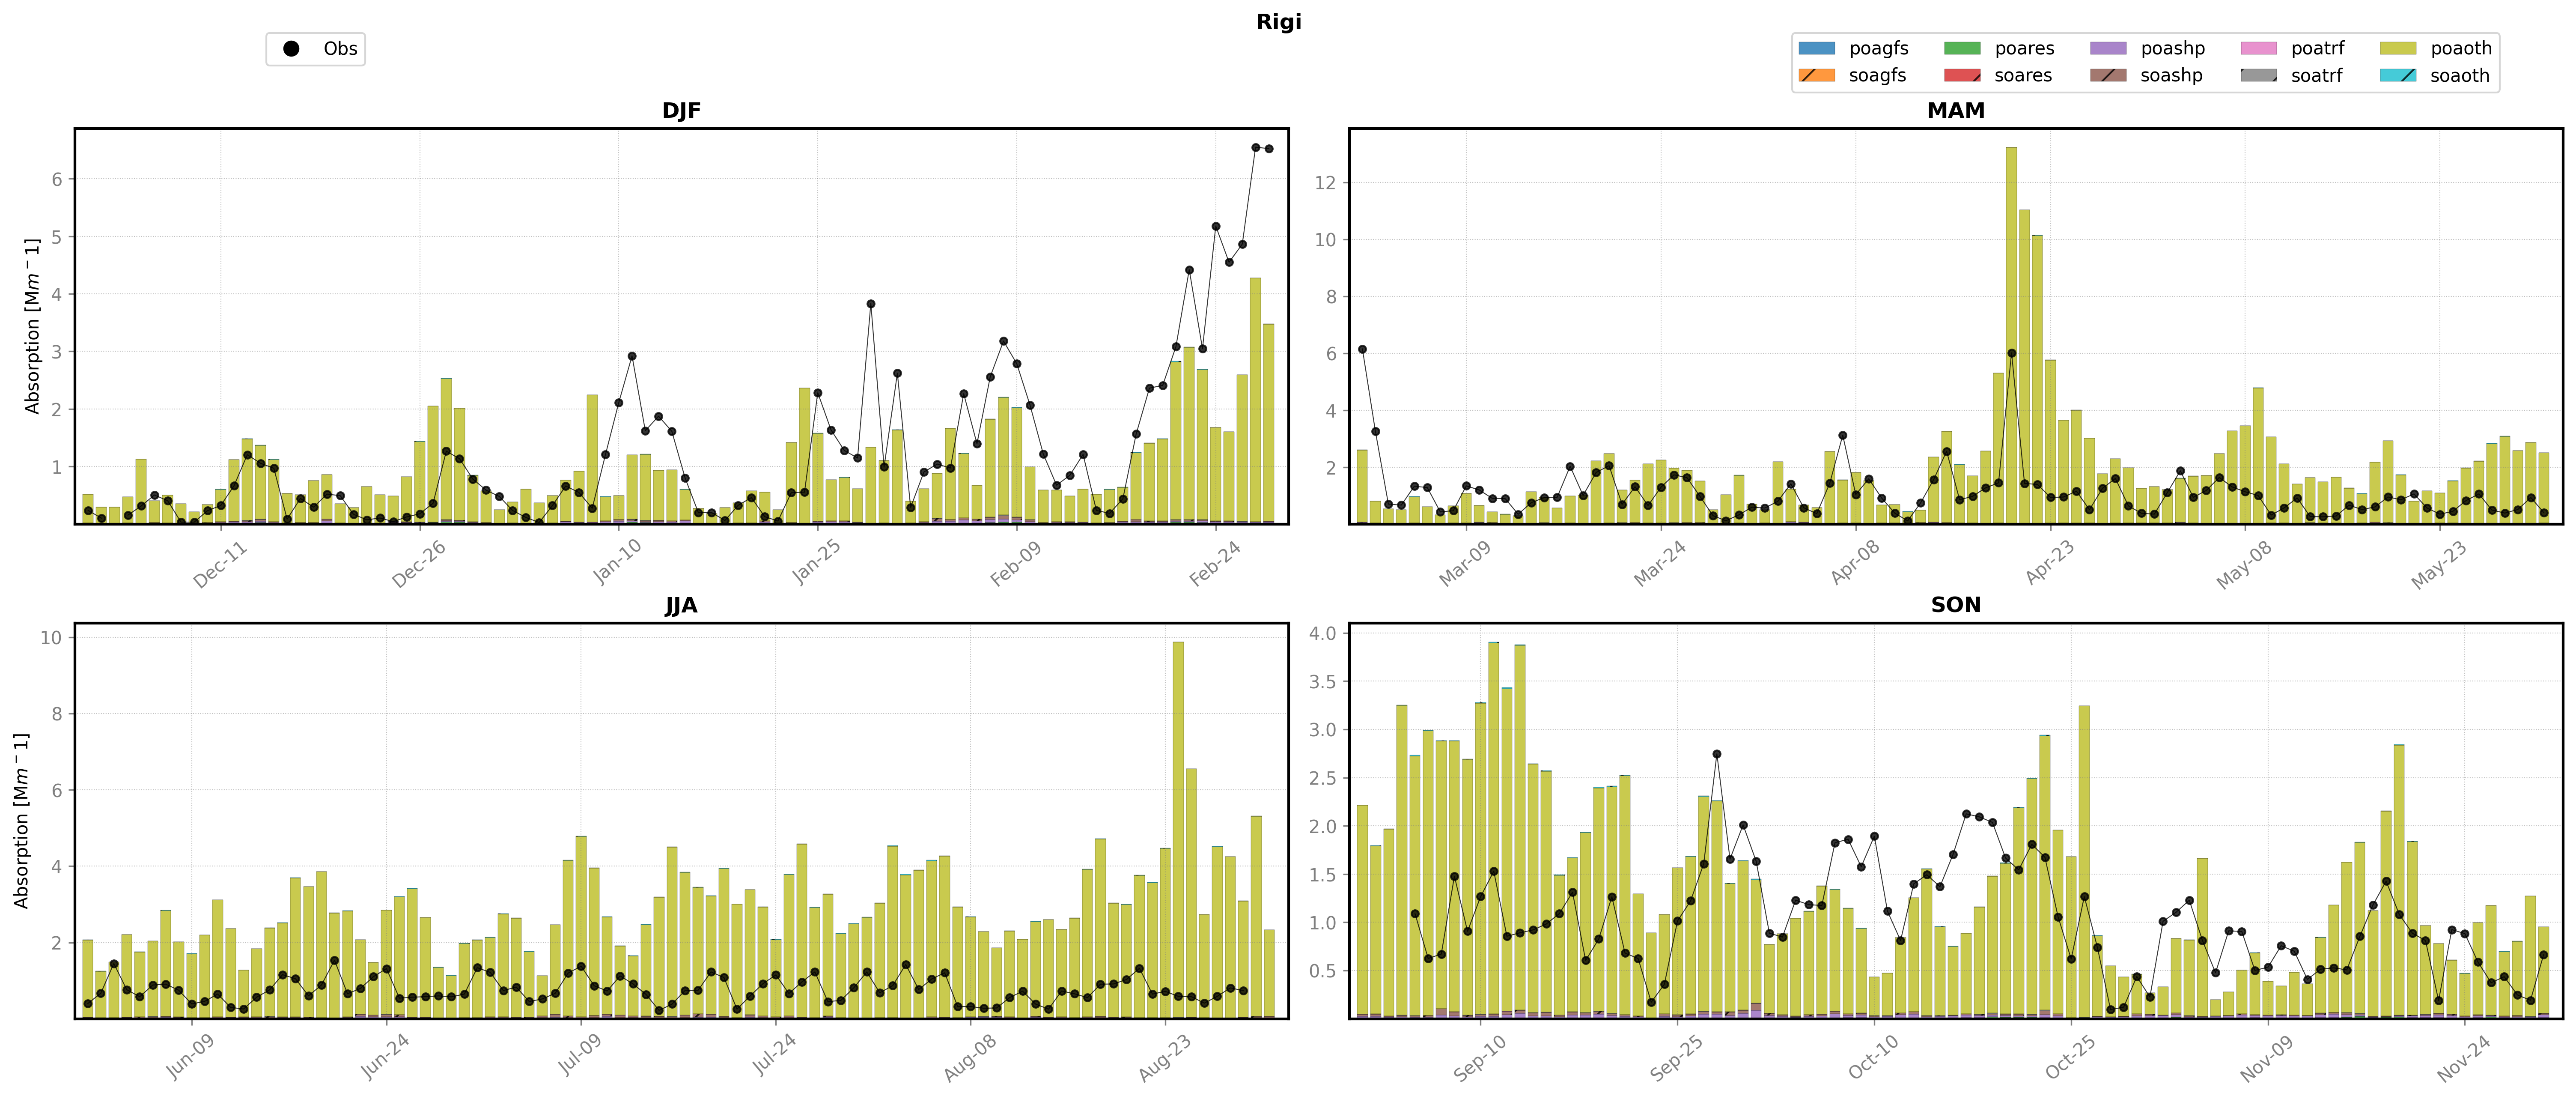 Rigi
Obs
poagfs poares poashp poatrf poaoth
soagfs soares soashp soatrf soaoth
DJF
Absorption [Mm⁻1]
6
5
4
3
2
1
Dec-11 Dec-26 Jan-10 Jan-25 Feb-09 Feb-24
MAM
12
10
8
6
4
2
Mar-09 Mar-24 Apr-08 Apr-23 May-08 May-23
JJA
Absorption [Mm⁻1]
10
8
6
4
2
Jun-09 Jun-24 Jul-09 Jul-24 Aug-08 Aug-23
SON
4.0
3.5
3.0
2.5
2.0
1.5
1.0
0.5
Sep-10 Sep-25 Oct-10 Oct-25 Nov-09 Nov-24